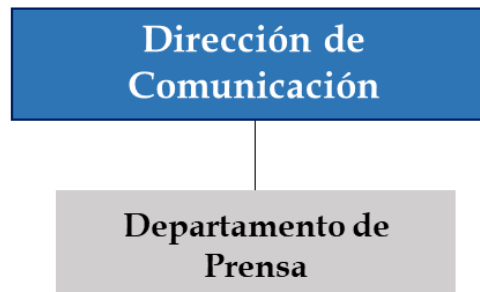 Dirección de
Comunicación
Departamento de
Prensa